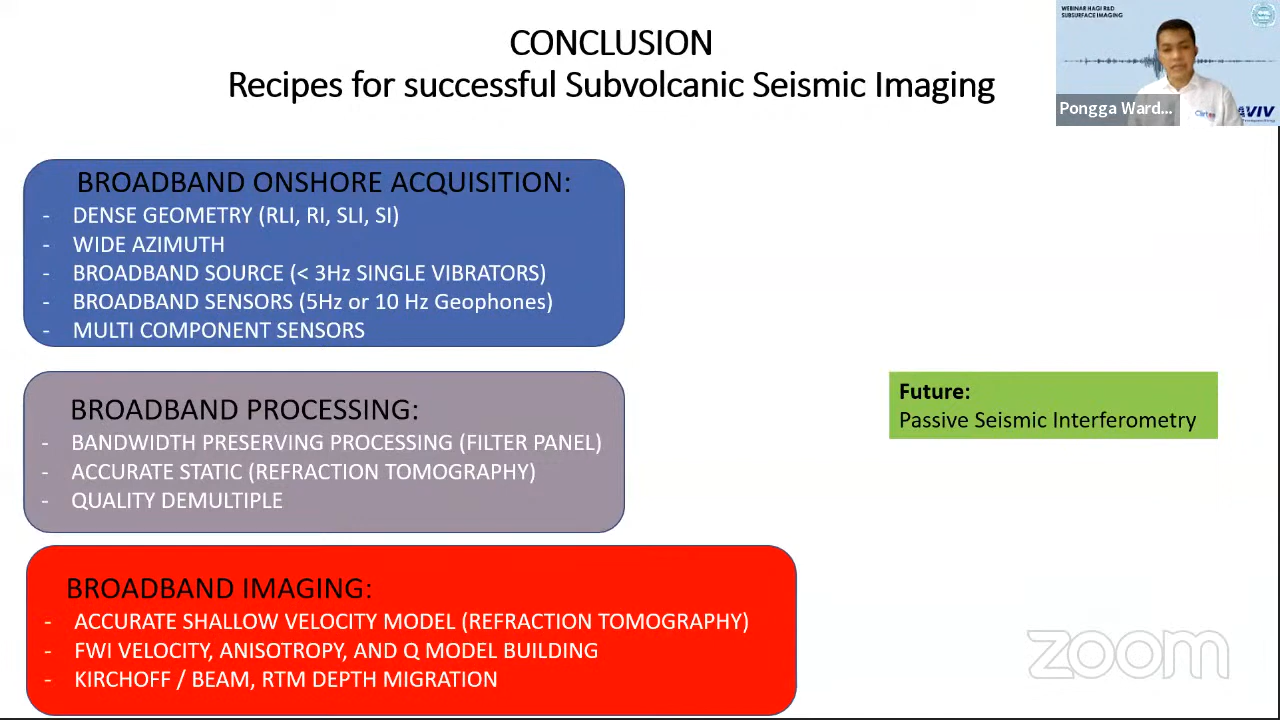 CONCLUSION
Recipes for successful Subvolcanic Seismic Imaging
WEBINAR HAGI R&D
SUBSURFACE IMAGING
Pongga Ward...
BROADBAND ONSHORE ACQUISITION:
- DENSE GEOMETRY (RLI, RI, SLI, SI)
- WIDE AZIMUTH
- BROADBAND SOURCE (< 3Hz SINGLE VIBRATORS)
- BROADBAND SENSORS (5Hz or 10 Hz Geophones)
- MULTI COMPONENT SENSORS
BROADBAND PROCESSING:
- BANDWIDTH PRESERVING PROCESSING (FILTER PANEL)
- ACCURATE STATIC (REFRACTION TOMOGRAPHY)
- QUALITY DEMULTIPLE
Future:
Passive Seismic Interferometry
BROADBAND IMAGING:
- ACCURATE SHALLOW VELOCITY MODEL (REFRACTION TOMOGRAPHY)
- FWI VELOCITY, ANISOTROPY, AND Q MODEL BUILDING
- KIRCHOFF / BEAM, RTM DEPTH MIGRATION
zoom